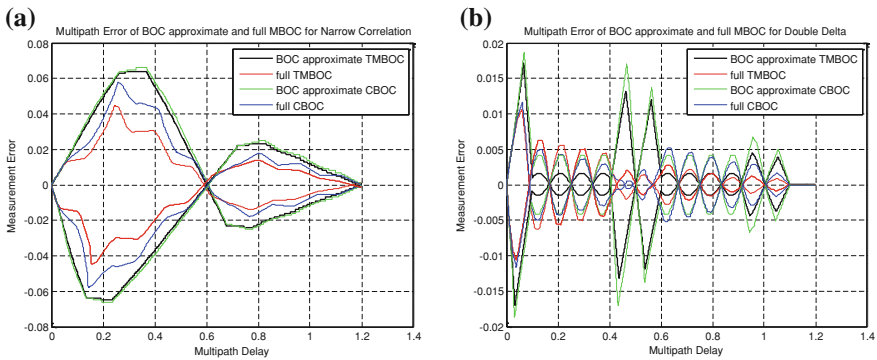 (a)
Multipath Error of BOC approximate and full MBOC for Narrow Correlation
0.08
0.06
0.04
0.02
0
-0.02
-0.04
-0.06
-0.08
Measurement Error
BOC approximate TMBOC
full TMBOC
BOC approximate CBOC
full CBOC
0 0.2 0.4 0.6 0.8 1 1.2 1.4
Multipath Delay
(b)
Multipath Error of BOC approximate and full MBOC for Double Delta
0.02
0.015
0.01
0.005
0
-0.005
-0.01
-0.015
-0.02
Measurement Error
BOC approximate TMBOC
full TMBOC
BOC approximate CBOC
full CBOC
0 0.2 0.4 0.6 0.8 1 1.2 1.4
Multipath Delay